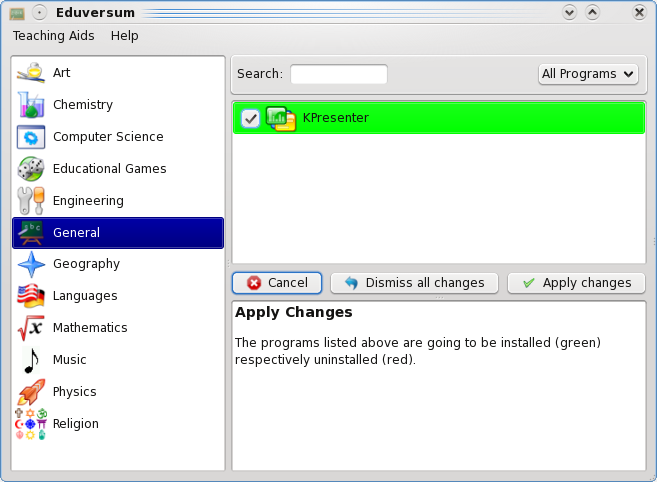 Eduversum
Teaching Aids Help
Art
Chemistry
Computer Science
Educational Games
Engineering
General
Geography
Languages
Mathematics
Music
Physics
Religion
Search:
All Programs
KPresenter
Cancel
Dismiss all changes
Apply changes
Apply Changes
The programs listed above are going to be installed (green)
respectively uninstalled (red).